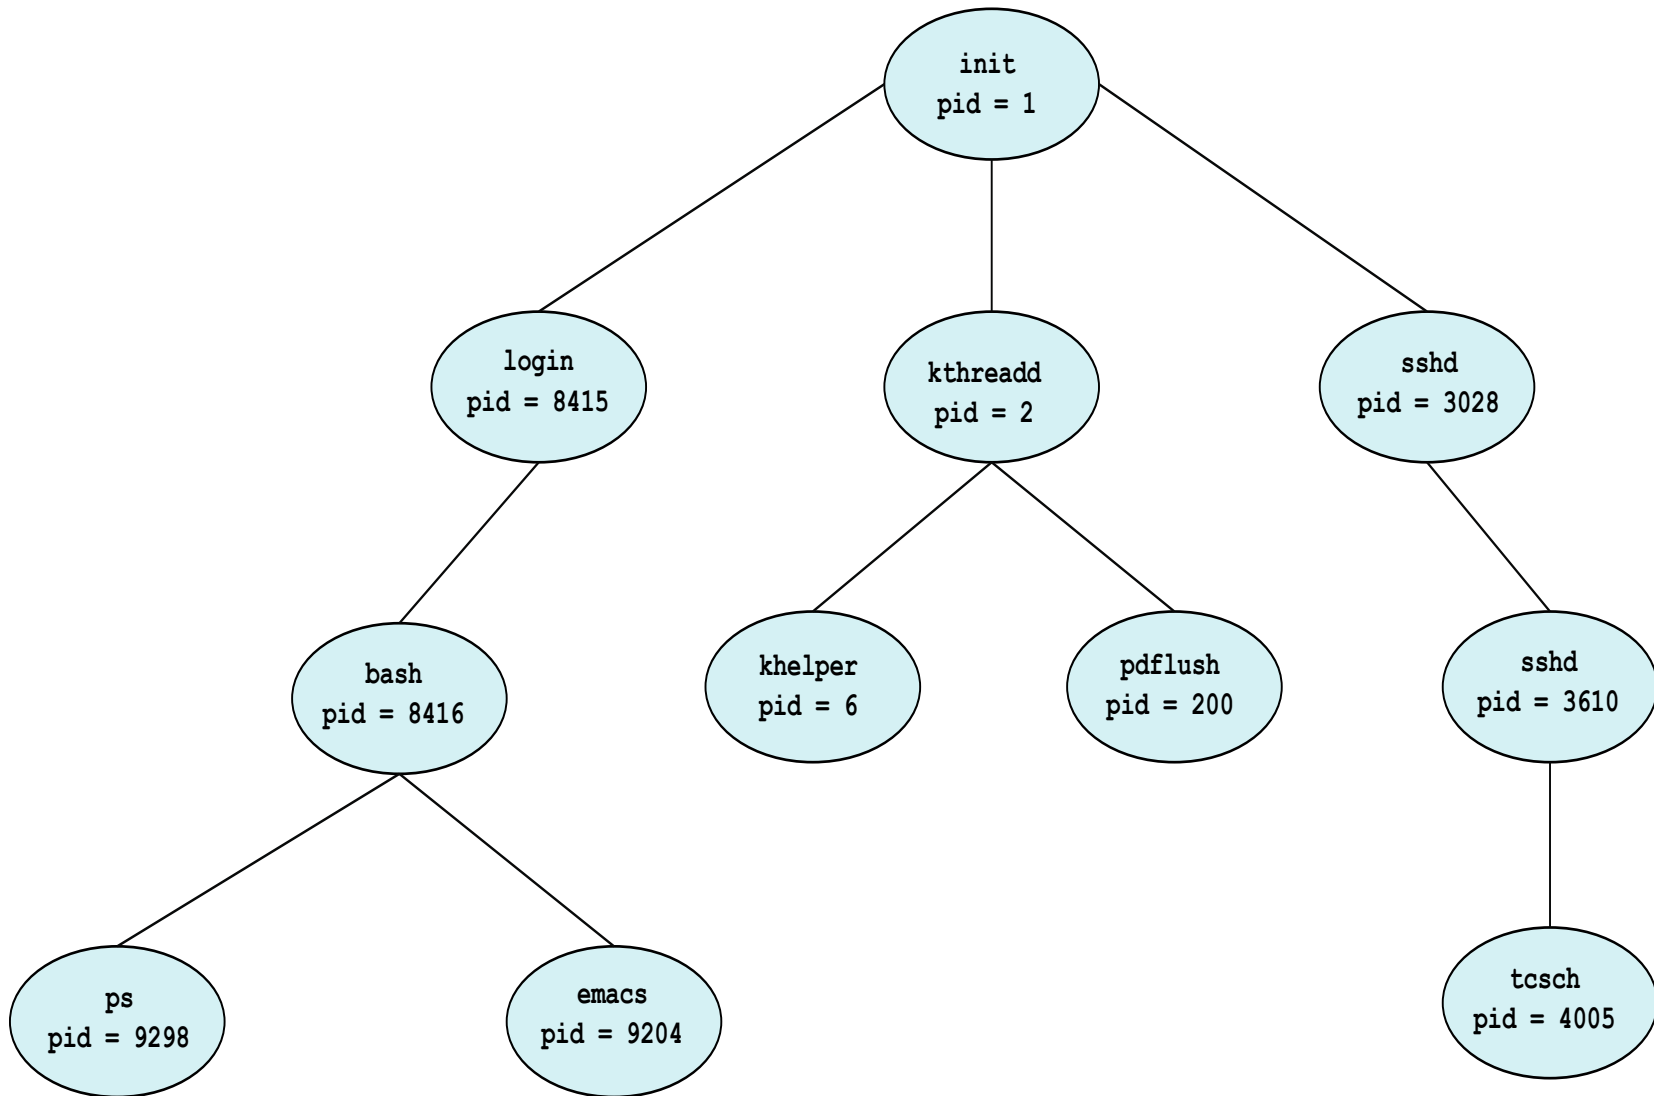 init
pid = 1
login
pid = 8415
kthreadd
pid = 2
sshd
pid = 3028
bash
pid = 8416
khelper
pid = 6
pdflush
pid = 200
sshd
pid = 3610
ps
pid = 9298
emacs
pid = 9204
tcsch
pid = 4005